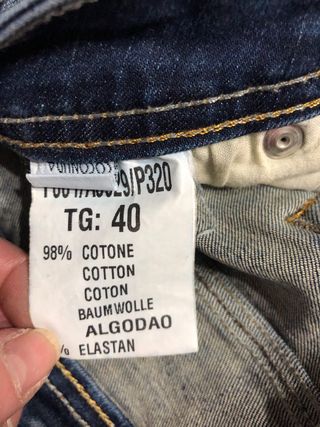 TG: 40
98% COTONE
COTTON
COTON
BAUMWOLLE
ALGODAO
% ELASTAN